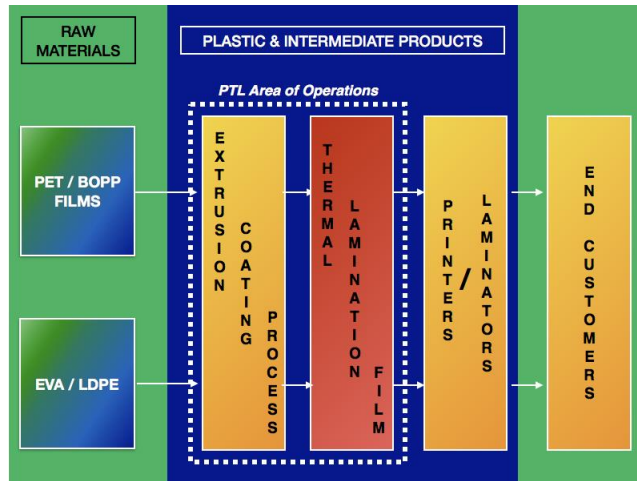 RAW
MATERIALS
PLASTIC & INTERMEDIATE PRODUCTS
PTL Area of Operations
PET / BOPP
FILMS
EVA / LDPE
EXTRUSION
COATING
PROCESS
THERMAL
LAMINATION
FILM
PRINTERS
/
LAMINATORS
END CUSTOMERS